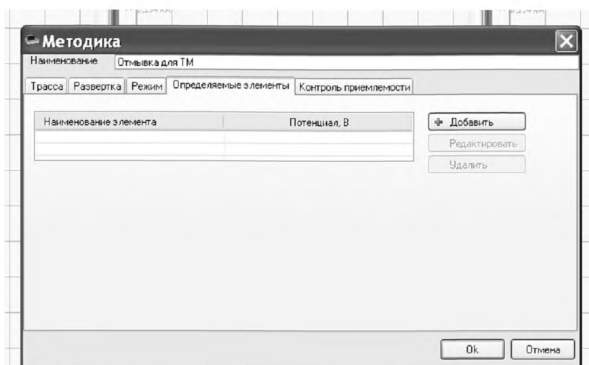 Методика
Наименование Отмывка для ТМ
Трасса Развертка Режим Определяемые элементы Контроль приемлемости
Наименование элемента Потенциал, В
Добавить
Редактировать
Удалить
Ok Отмена